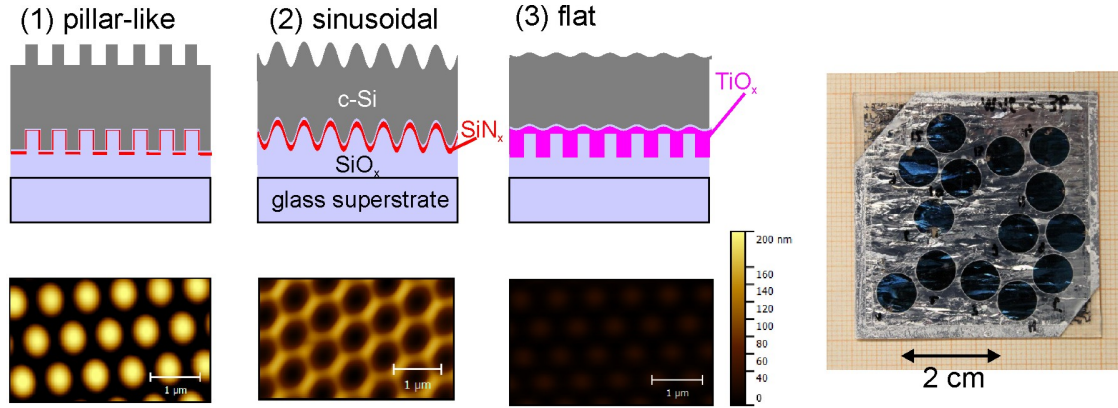 (1) pillar-like
(2) sinusoidal
(3) flat
TiOₓ
c-Si
SiNₓ
SiOₓ
glass superstrate
200 nm
160
140
120
100
80
60
40
0
1 µm
1 µm
1 µm
2 cm